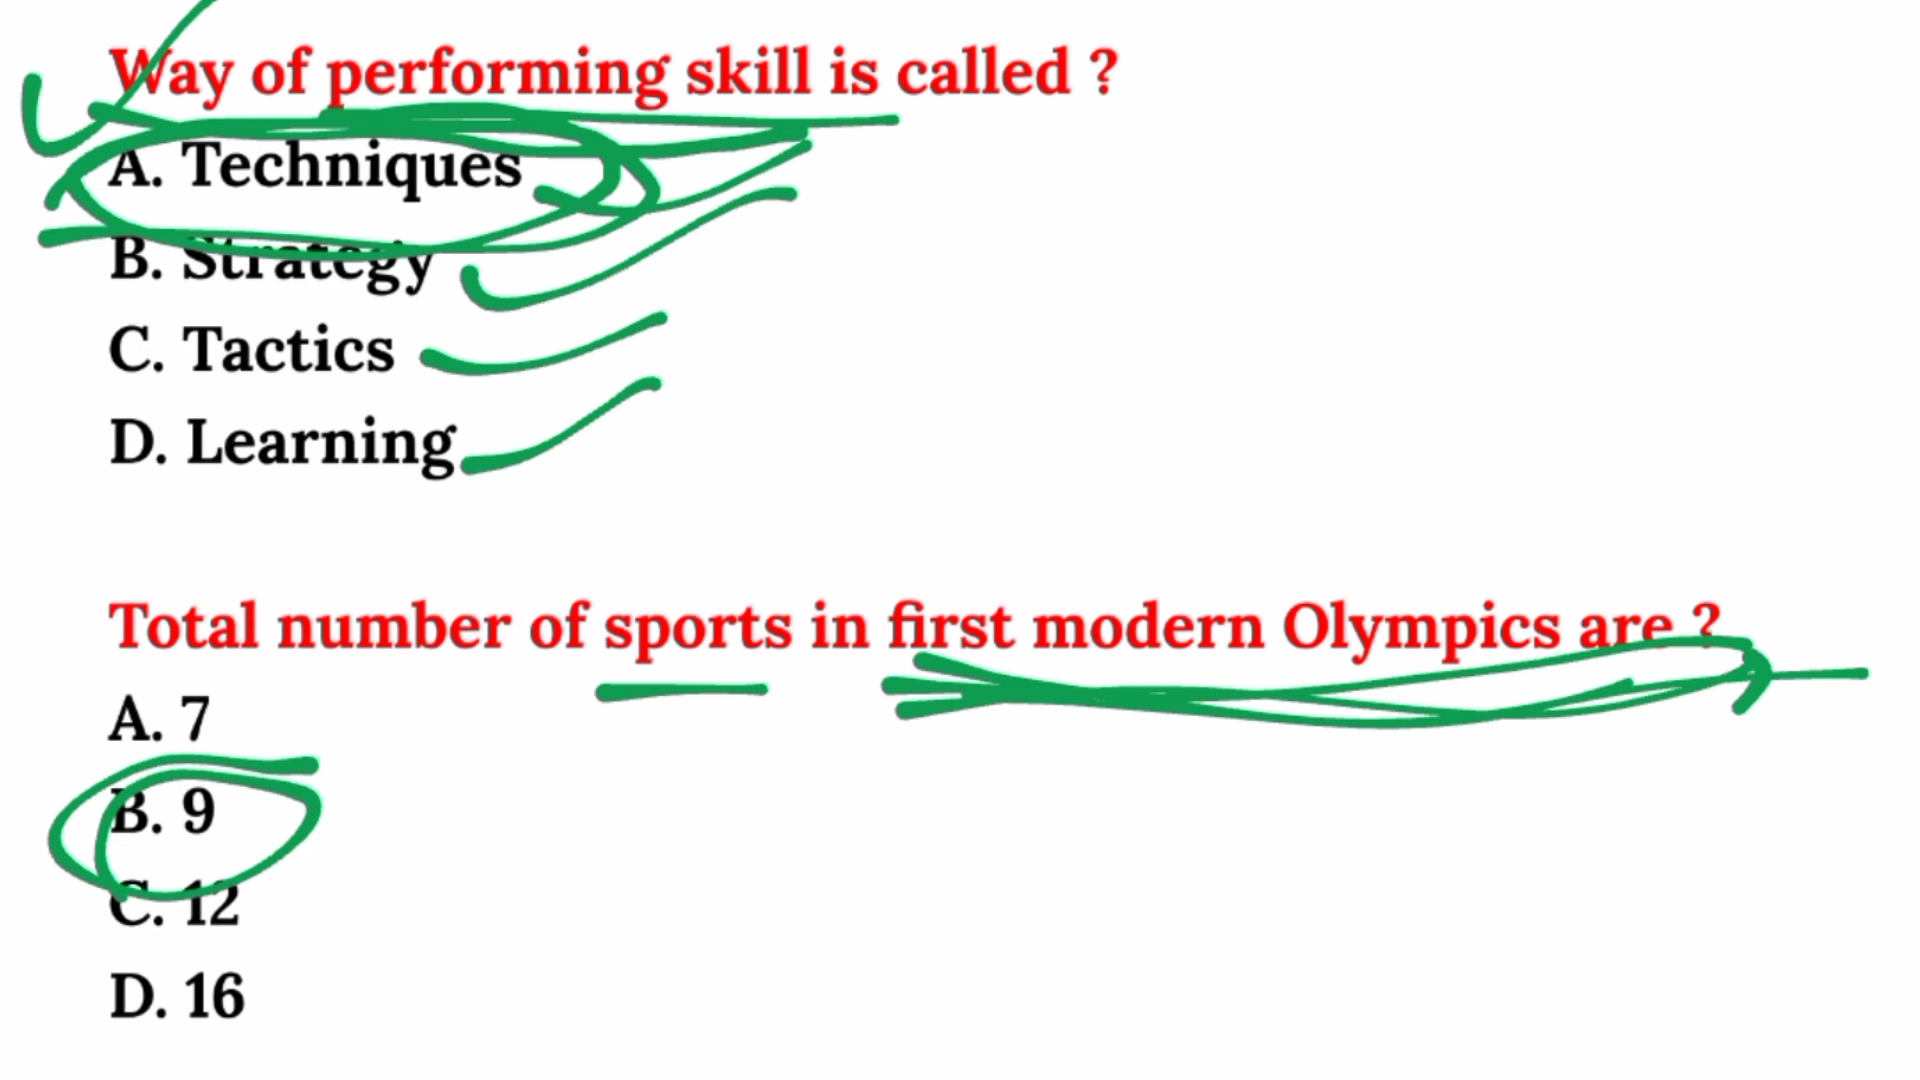 Way of performing skill is called ?
A. Techniques
B. Strategy
C. Tactics
D. Learning
Total number of sports in first modern Olympics are ?
A. 7
B. 9
C. 12
D. 16